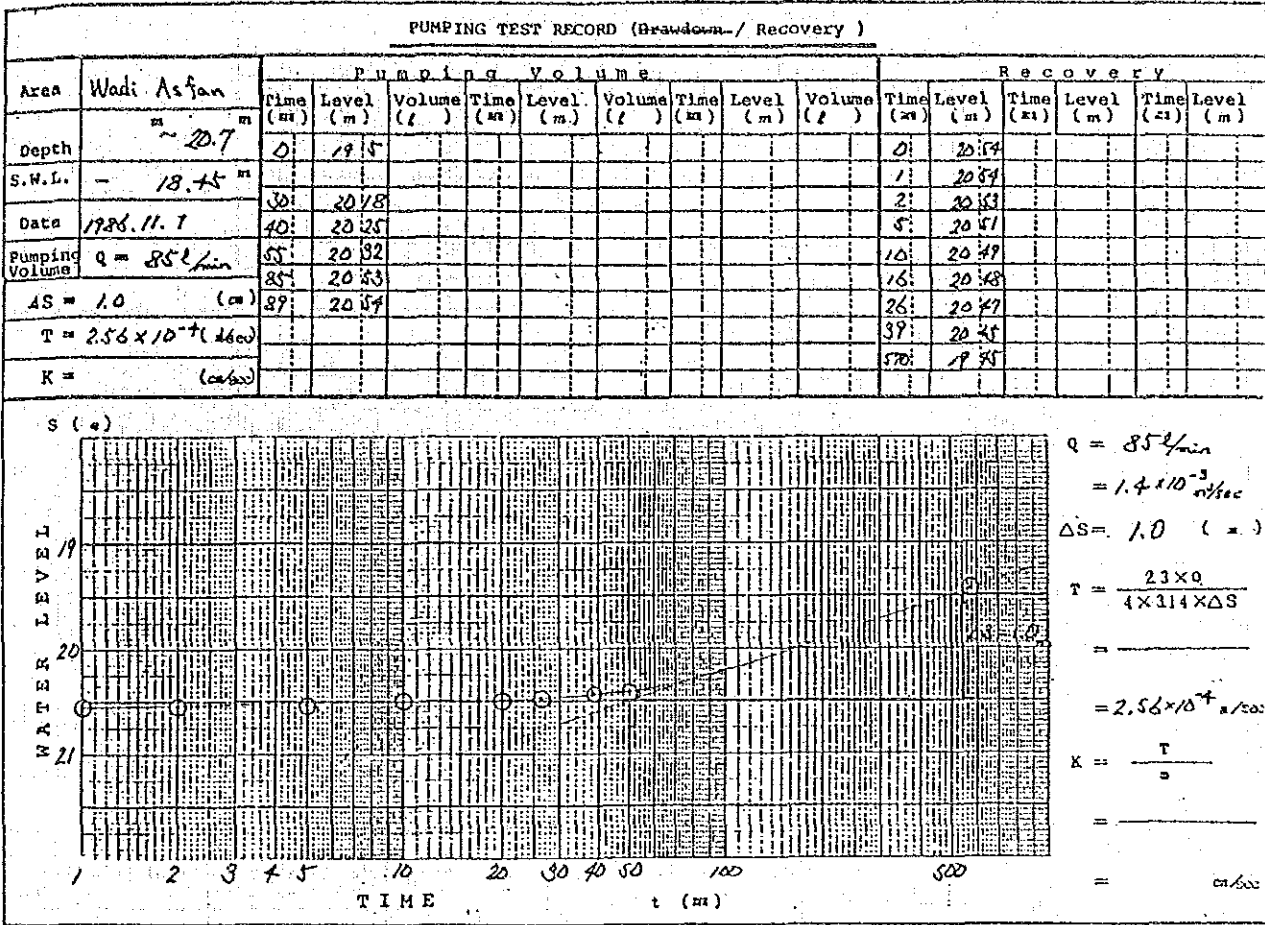 PUMPING TEST RECORD (Drawdown / Recovery )
Area Wadi Asfan
Pumping Volume Recovery
Time (m) Level (m) Volume (ℓ ) Time (m) Level (m) Volume (ℓ ) Time (m) Level (m) Volume (ℓ ) Time (m) Level (m) Time (m) Level (m) Time (m) Level (m)
Depth m ~ 20.7 m
0 19 5 0 20 54
S.W.L. - 18.45 m
1 20 54
30 20 18 2 20 53
Date 1986.11.1
40 20 25 5 20 51
Pumping Volume Q = 85 ℓ/min
55 20 32 10 20 49
85 20 53 16 20 48
ΔS = 1.0 (m)
89 20 54 26 20 47
T = 2.56 × 10⁻⁴
39 20 45
570 19 45
K = (cm/sec)
S (m)
WATER LEVEL
19
20
21
ΔS = 1.0 m
1 2 3 4 5 10 20 30 40 50 100 500
TIME t (m)
Q = 85 ℓ/min
= 1.4 × 10⁻³ m³/sec
ΔS = 1.0 ( m )
T = 2.3 × Q / 4 × 3.14 × ΔS
=
= 2.56 × 10⁻⁴
K = T
=
= cm/sec